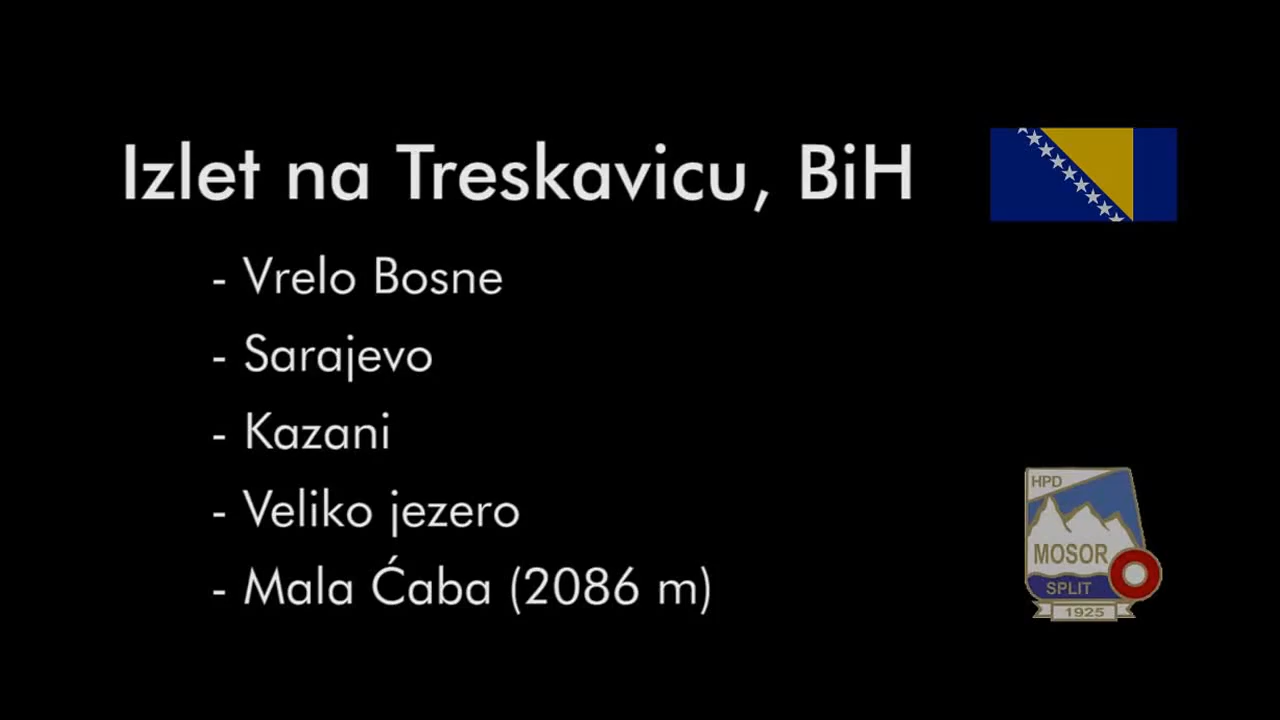 Izlet na Treskavicu, BiH
- Vrelo Bosne
- Sarajevo
- Kazani
- Veliko jezero
- Mala Ćaba (2086 m)
HPD
MOSOR
SPLIT
1925